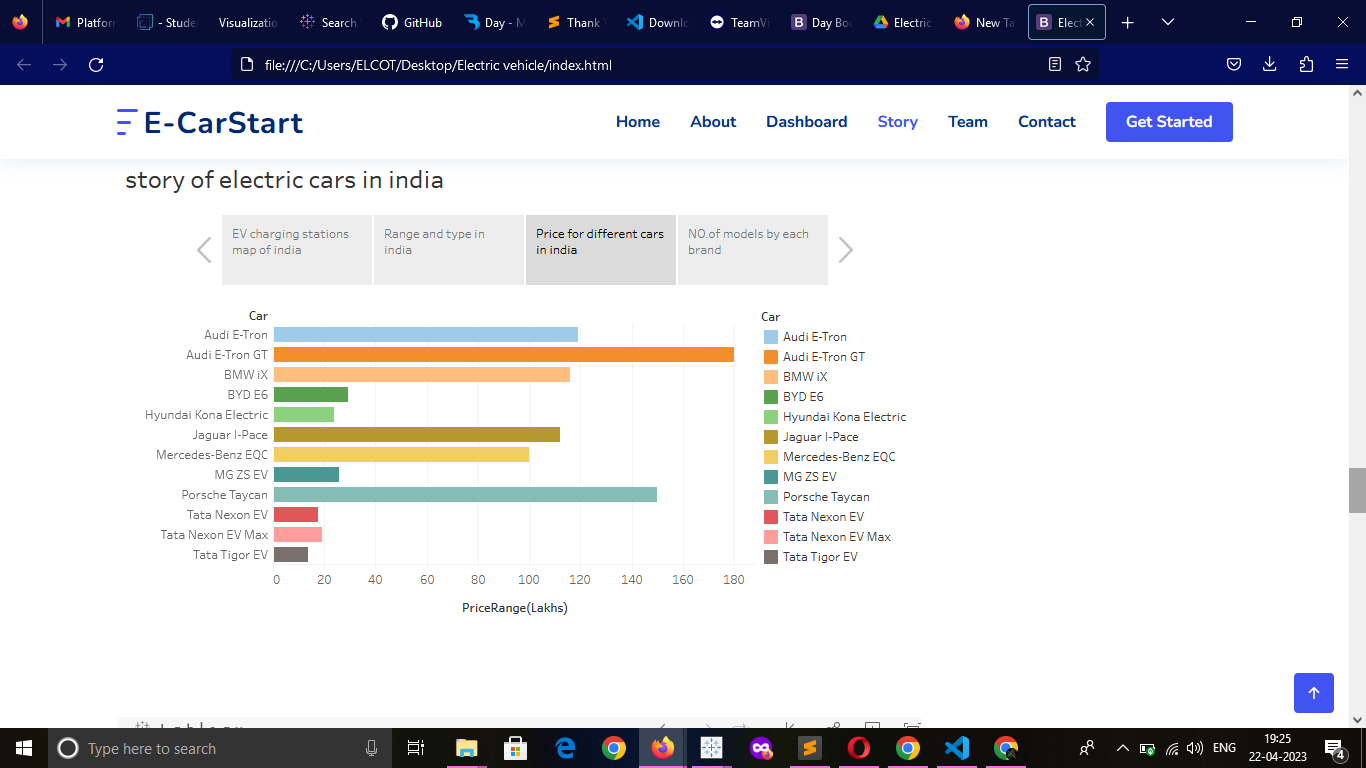 Platform
- Stude
Visualizatio
Search
GitHub
Day - M
Thank
Downlo
TeamVi
Day Boo
Electric
New Ta
Elect
file:///C:/Users/ELCOT/Desktop/Electric vehicle/index.html
E-CarStart
Home About Dashboard Story Team Contact Get Started
story of electric cars in india
EV charging stations
map of india
Range and type in
india
Price for different cars
in india
NO.of models by each
brand
Car
Audi E-Tron
Audi E-Tron GT
BMW iX
BYD E6
Hyundai Kona Electric
Jaguar I-Pace
Mercedes-Benz EQC
MG ZS EV
Porsche Taycan
Tata Nexon EV
Tata Nexon EV Max
Tata Tigor EV
0 20 40 60 80 100 120 140 160 180
PriceRange(Lakhs)
Car
Audi E-Tron
Audi E-Tron GT
BMW iX
BYD E6
Hyundai Kona Electric
Jaguar I-Pace
Mercedes-Benz EQC
MG ZS EV
Porsche Taycan
Tata Nexon EV
Tata Nexon EV Max
Tata Tigor EV
Type here to search
ENG
19:25
22-04-2023
4